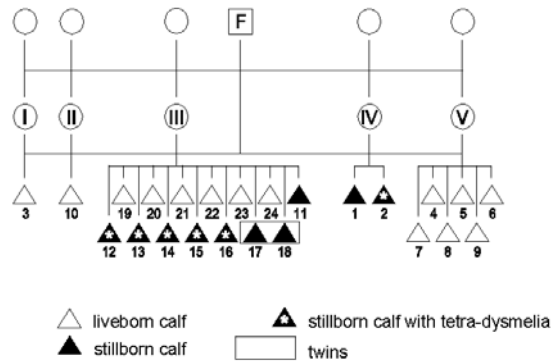 F
I II III IV V
3 10 19 20 21 22 23 24 11 1 2 4 5 6
12 13 14 15 16 17 18 7 8 9
liveborn calf stillborn calf with tetra-dysmelia
stillborn calf twins